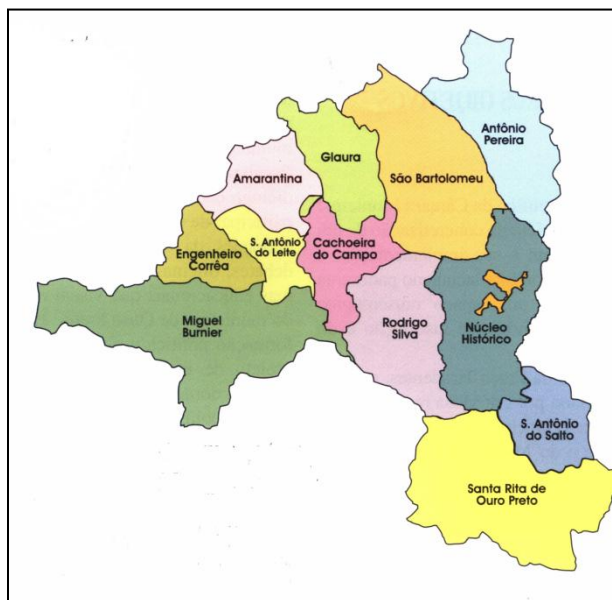 Antônio
Pereira
Glaura
São Bartolomeu
Amarantina
S. Antônio
do Leite
Cachoeira
do Campo
Engenheiro
Corrêa
Miguel
Burnier
Rodrigo
Silva
Núcleo
Histórico
S. Antônio
do Salto
Santa Rita de
Ouro Preto